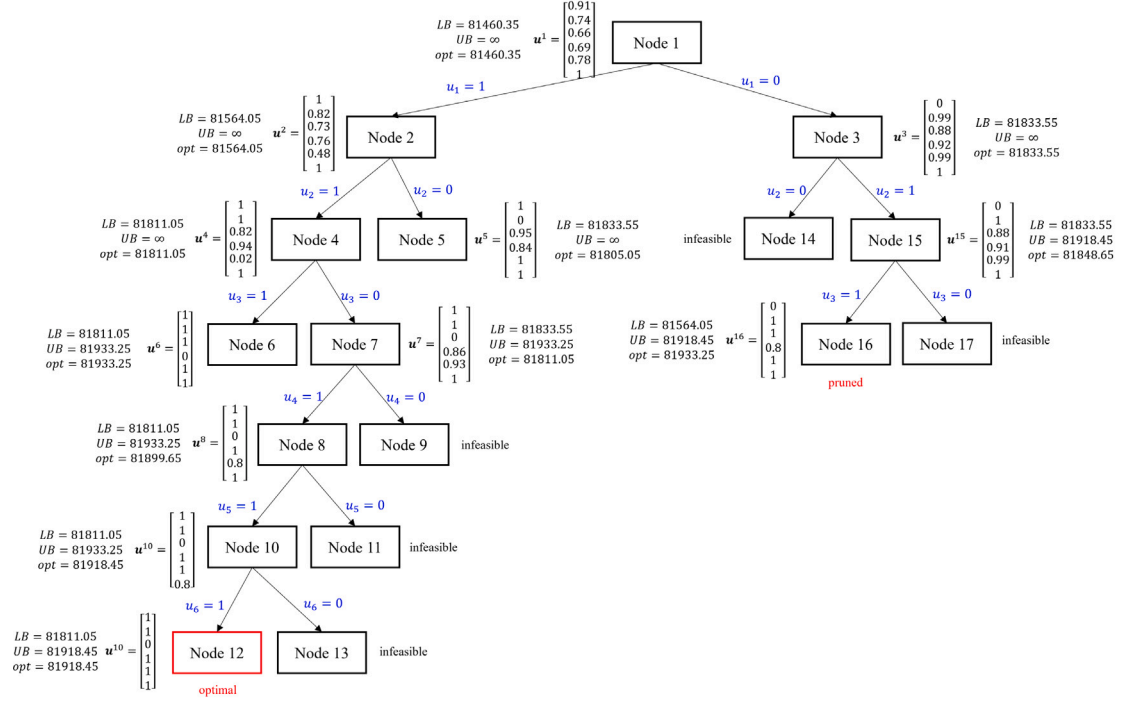 LB = 81460.35
UB = ∞
opt = 81460.35
u¹ =
0.91
0.74
0.66
0.69
0.78
1
Node 1
u₁ = 1
u₁ = 0
LB = 81564.05
UB = ∞
opt = 81564.05
u² =
1
0.82
0.73
0.76
0.48
1
Node 2
Node 3
u³ =
0
0.99
0.88
0.92
0.99
1
LB = 81833.55
UB = ∞
opt = 81833.55
u₂ = 1
u₂ = 0
u₂ = 0
u₂ = 1
LB = 81811.05
UB = ∞
opt = 81811.05
u⁴ =
1
1
0.82
0.94
0.02
1
Node 4
Node 5
u⁵ =
1
0
0.95
0.84
1
1
LB = 81833.55
UB = ∞
opt = 81805.05
infeasible
Node 14
Node 15
u¹⁵ =
0
1
0.88
0.91
0.99
1
LB = 81833.55
UB = 81918.45
opt = 81848.65
u₃ = 1
u₃ = 0
u₃ = 1
u₃ = 0
LB = 81811.05
UB = 81933.25
opt = 81933.25
u⁶ =
1
1
1
0
1
1
Node 6
Node 7
u⁷ =
1
1
0
0.86
0.93
1
LB = 81833.55
UB = 81933.25
opt = 81811.05
LB = 81564.05
UB = 81918.45
opt = 81933.25
u¹⁶ =
0
1
1
0.8
1
1
Node 16
Node 17
infeasible
pruned
u₄ = 1
u₄ = 0
LB = 81811.05
UB = 81933.25
opt = 81899.65
u⁸ =
1
1
0
1
0.8
1
Node 8
Node 9
infeasible
u₅ = 1
u₅ = 0
LB = 81811.05
UB = 81933.25
opt = 81918.45
u¹⁰ =
1
1
0
1
1
0.8
Node 10
Node 11
infeasible
u₆ = 1
u₆ = 0
LB = 81811.05
UB = 81918.45
opt = 81918.45
u¹⁰ =
1
1
0
1
1
1
Node 12
Node 13
infeasible
optimal